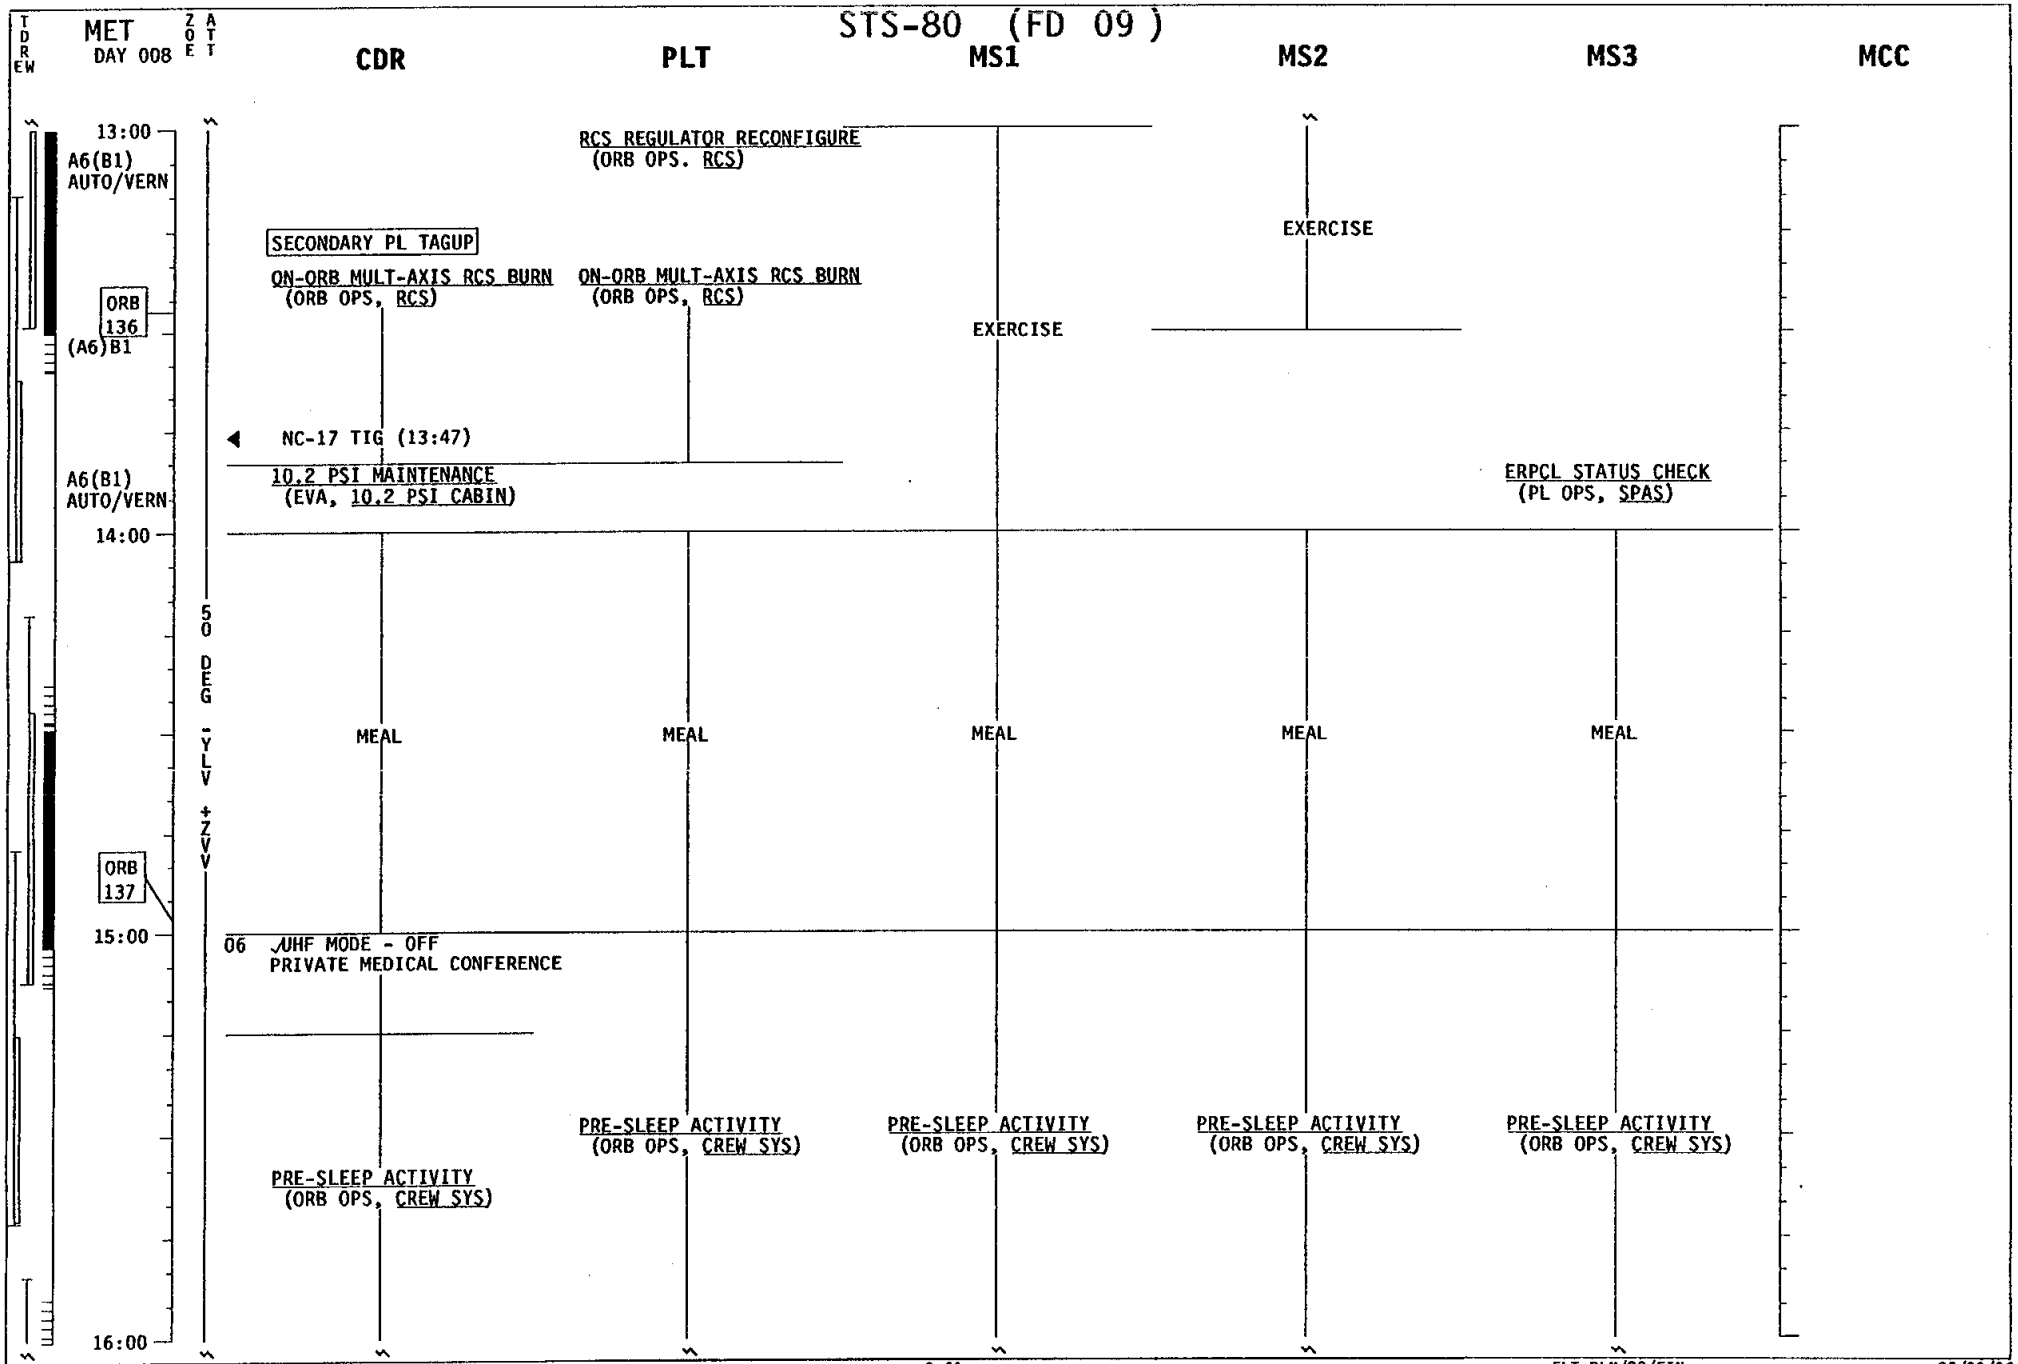 STS-80 (FD 09 )
TDREW
MET
DAY 008
ZOE
ATT
CDR
PLT
MS1
MS2
MS3
MCC
13:00
A6(B1)
AUTO/VERN
RCS REGULATOR RECONFIGURE
(ORB OPS. RCS)
EXERCISE
SECONDARY PL TAGUP
ON-ORB MULT-AXIS RCS BURN
(ORB OPS, RCS)
ON-ORB MULT-AXIS RCS BURN
(ORB OPS, RCS)
ORB
136
(A6)B1
EXERCISE
NC-17 TIG (13:47)
10.2 PSI MAINTENANCE
(EVA, 10.2 PSI CABIN)
A6(B1)
AUTO/VERN
ERPCL STATUS CHECK
(PL OPS, SPAS)
14:00
50 DEG -YLV +ZVV
MEAL
MEAL
MEAL
MEAL
MEAL
ORB
137
15:00
06 √UHF MODE - OFF
PRIVATE MEDICAL CONFERENCE
PRE-SLEEP ACTIVITY
(ORB OPS, CREW SYS)
PRE-SLEEP ACTIVITY
(ORB OPS, CREW SYS)
PRE-SLEEP ACTIVITY
(ORB OPS, CREW SYS)
PRE-SLEEP ACTIVITY
(ORB OPS, CREW SYS)
PRE-SLEEP ACTIVITY
(ORB OPS, CREW SYS)
16:00